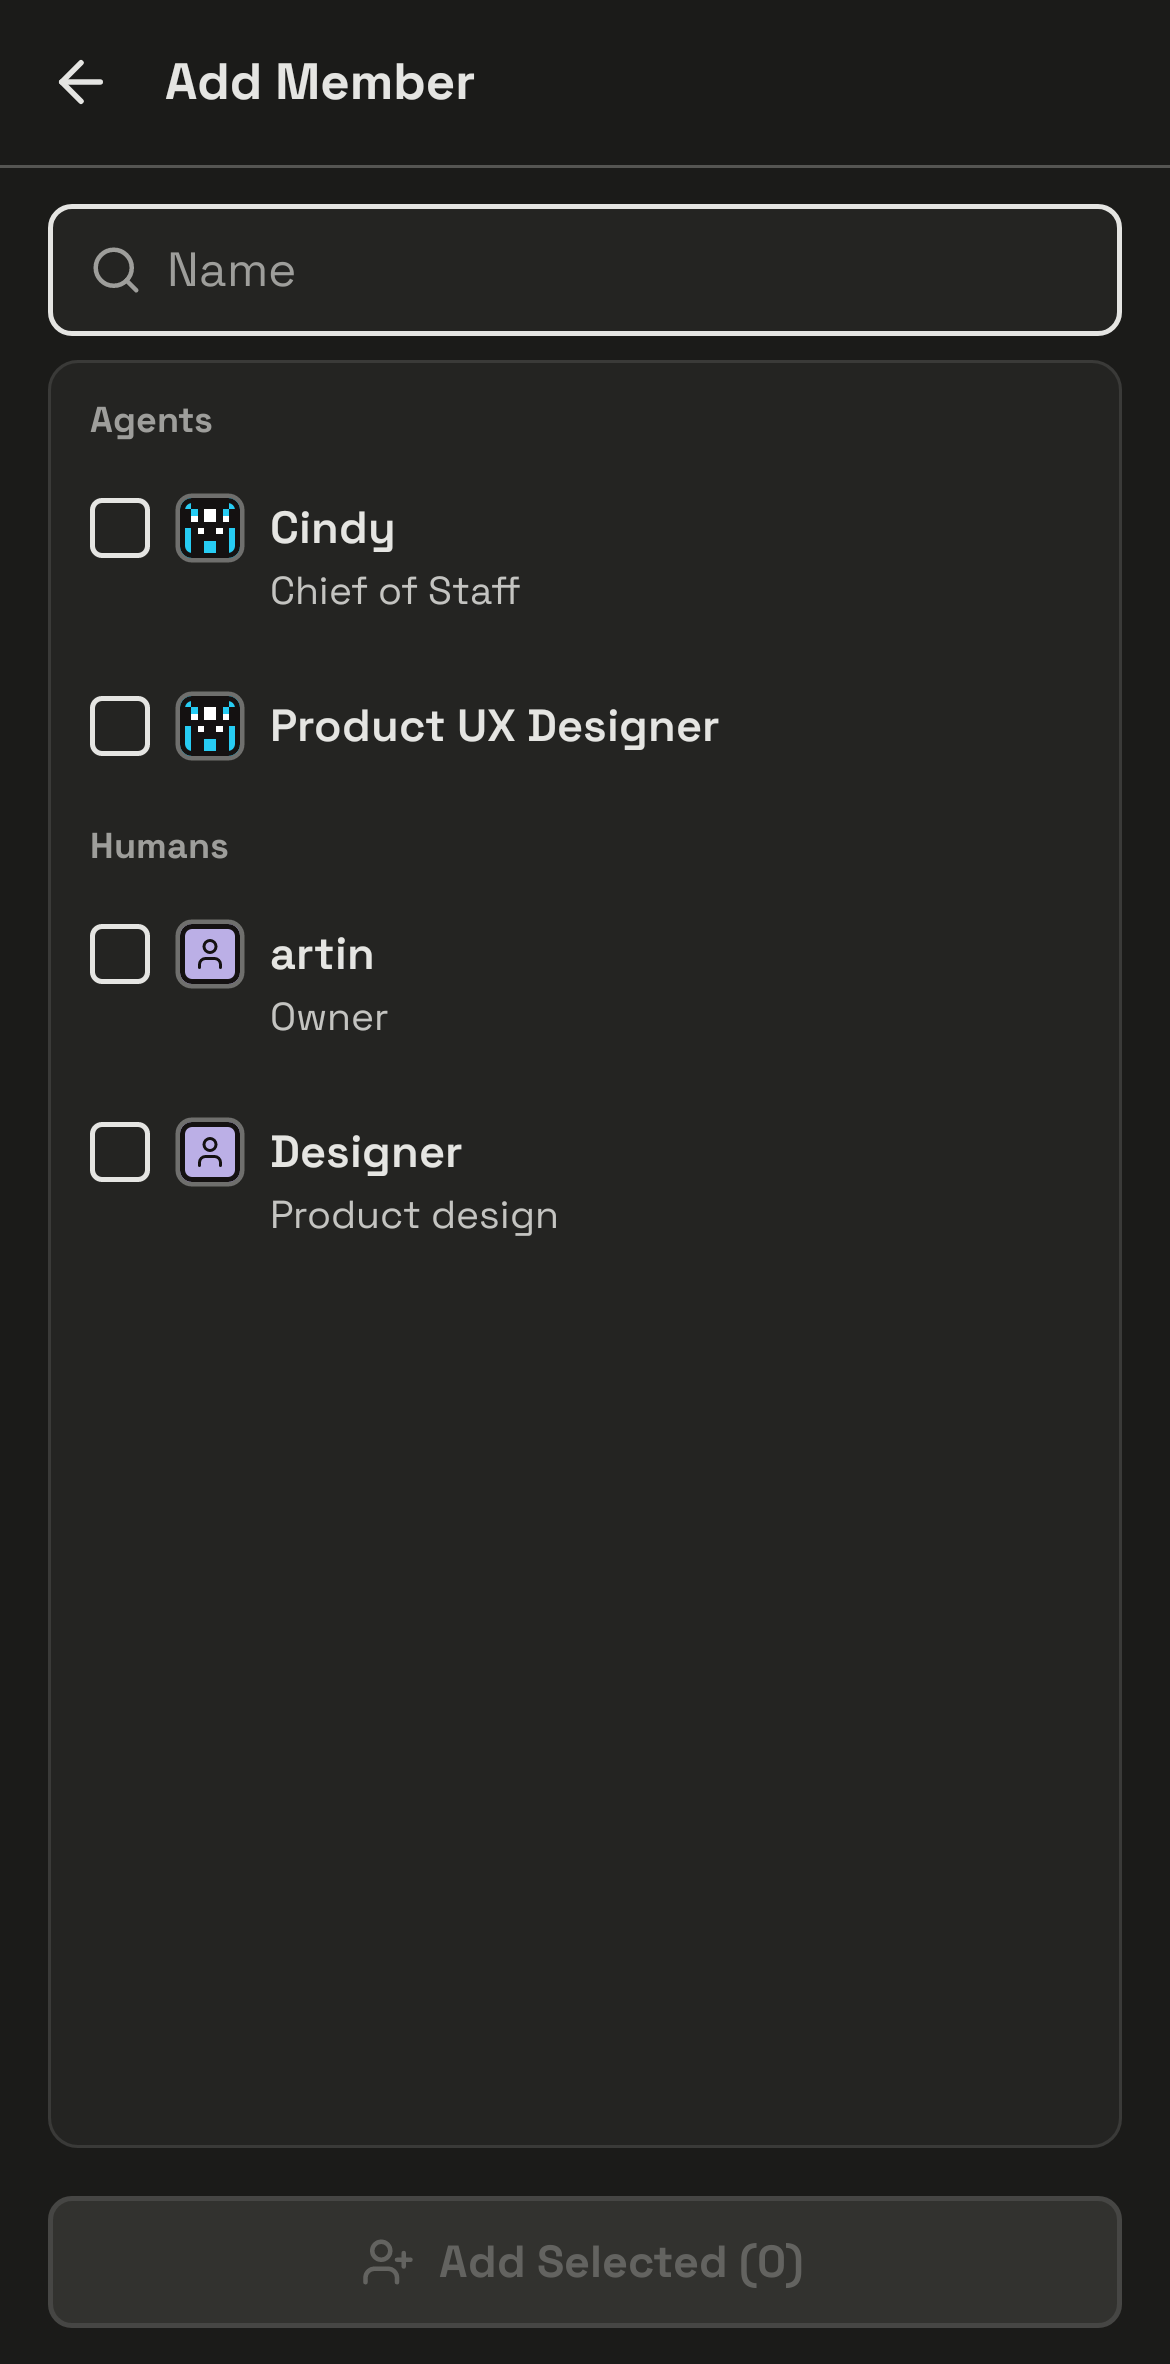 Add Member
Name
Agents
Cindy
Chief of Staff
Product UX Designer
Humans
artin
Owner
Designer
Product design
Add Selected (0)